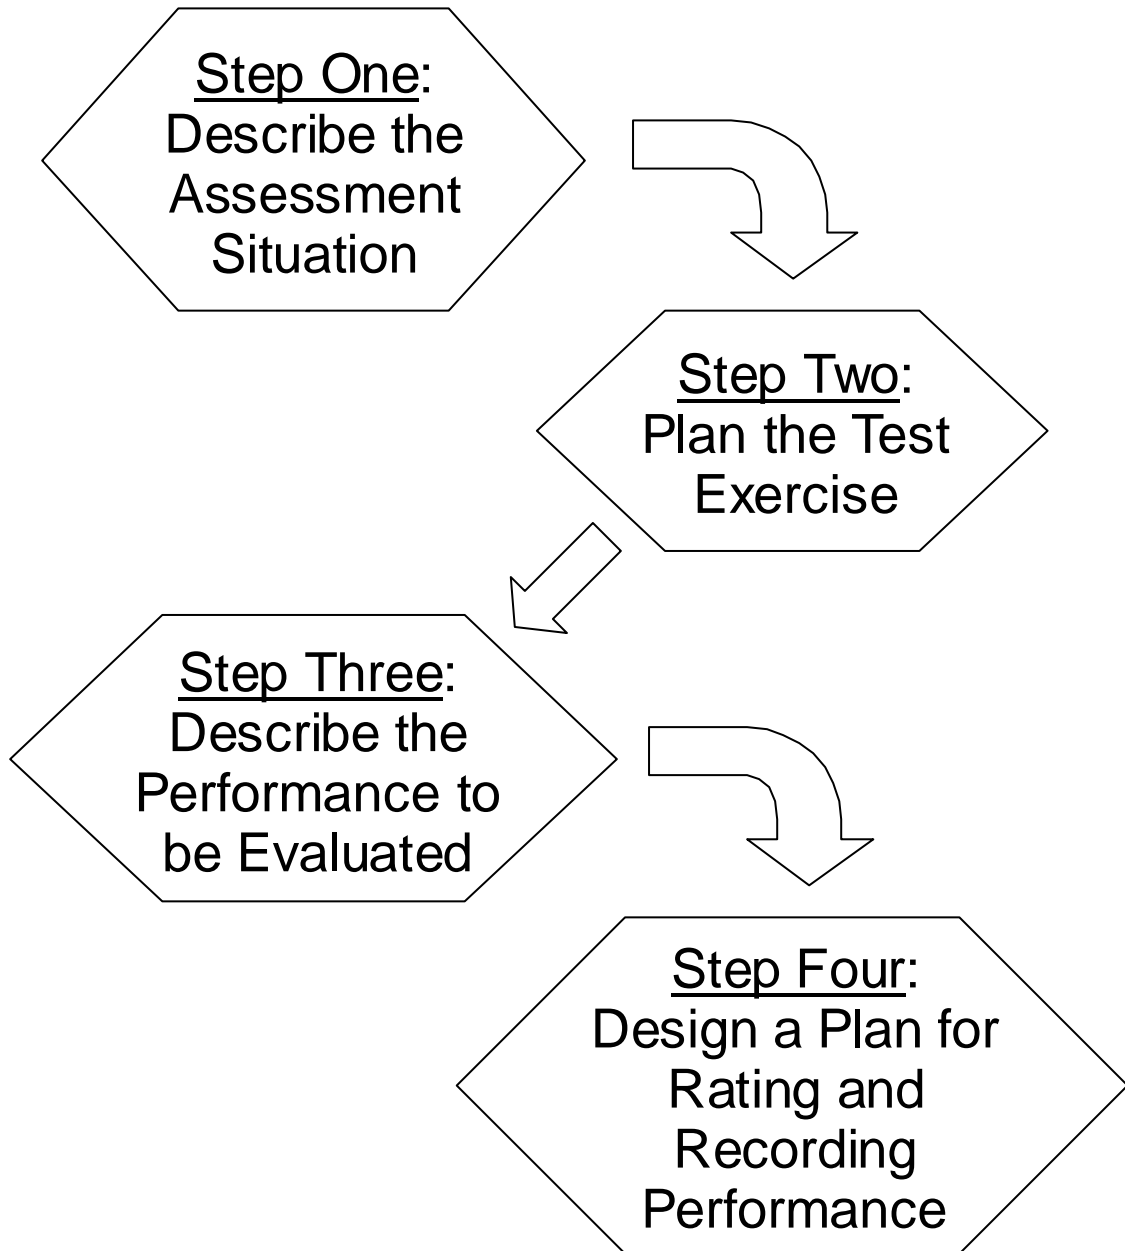 Step One:
Describe the
Assessment
Situation
Step Two:
Plan the Test
Exercise
Step Three:
Describe the
Performance to
be Evaluated
Step Four:
Design a Plan for
Rating and
Recording
Performance